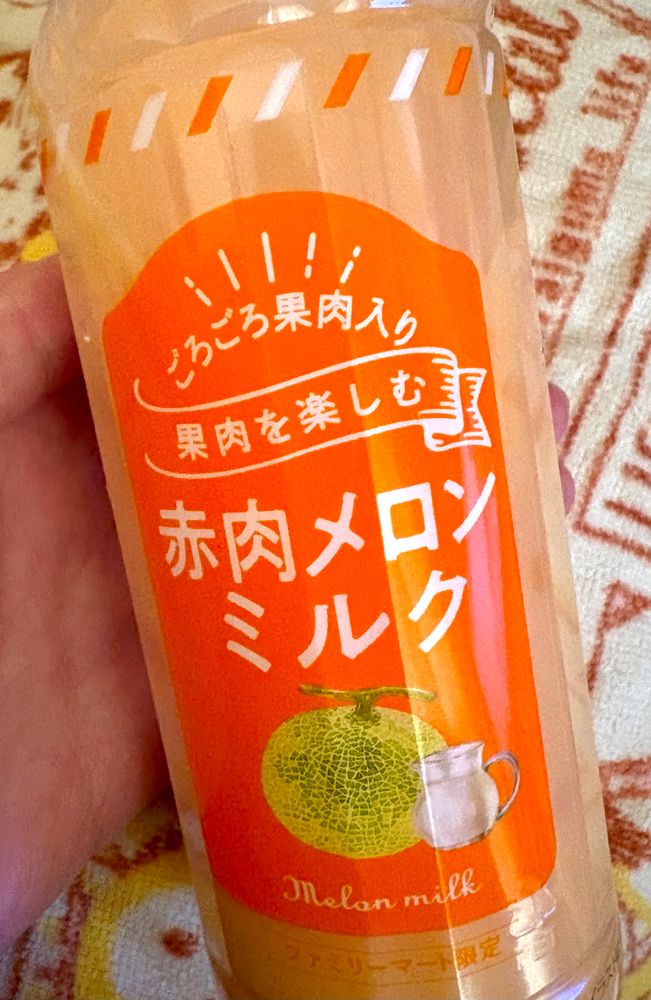 ごろごろ果肉入り
果肉を楽しむ
赤肉メロン
ミルク
Melon milk
ファミリーマート限定